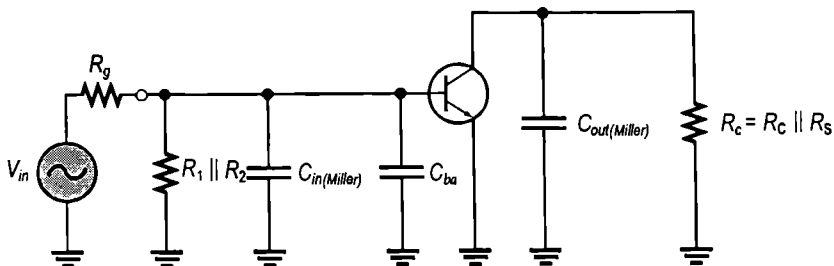 R_g
V_in
R_1 || R_2
C_in(Miller)
C_ba
C_out(Miller)
R_c = R_C || R_S